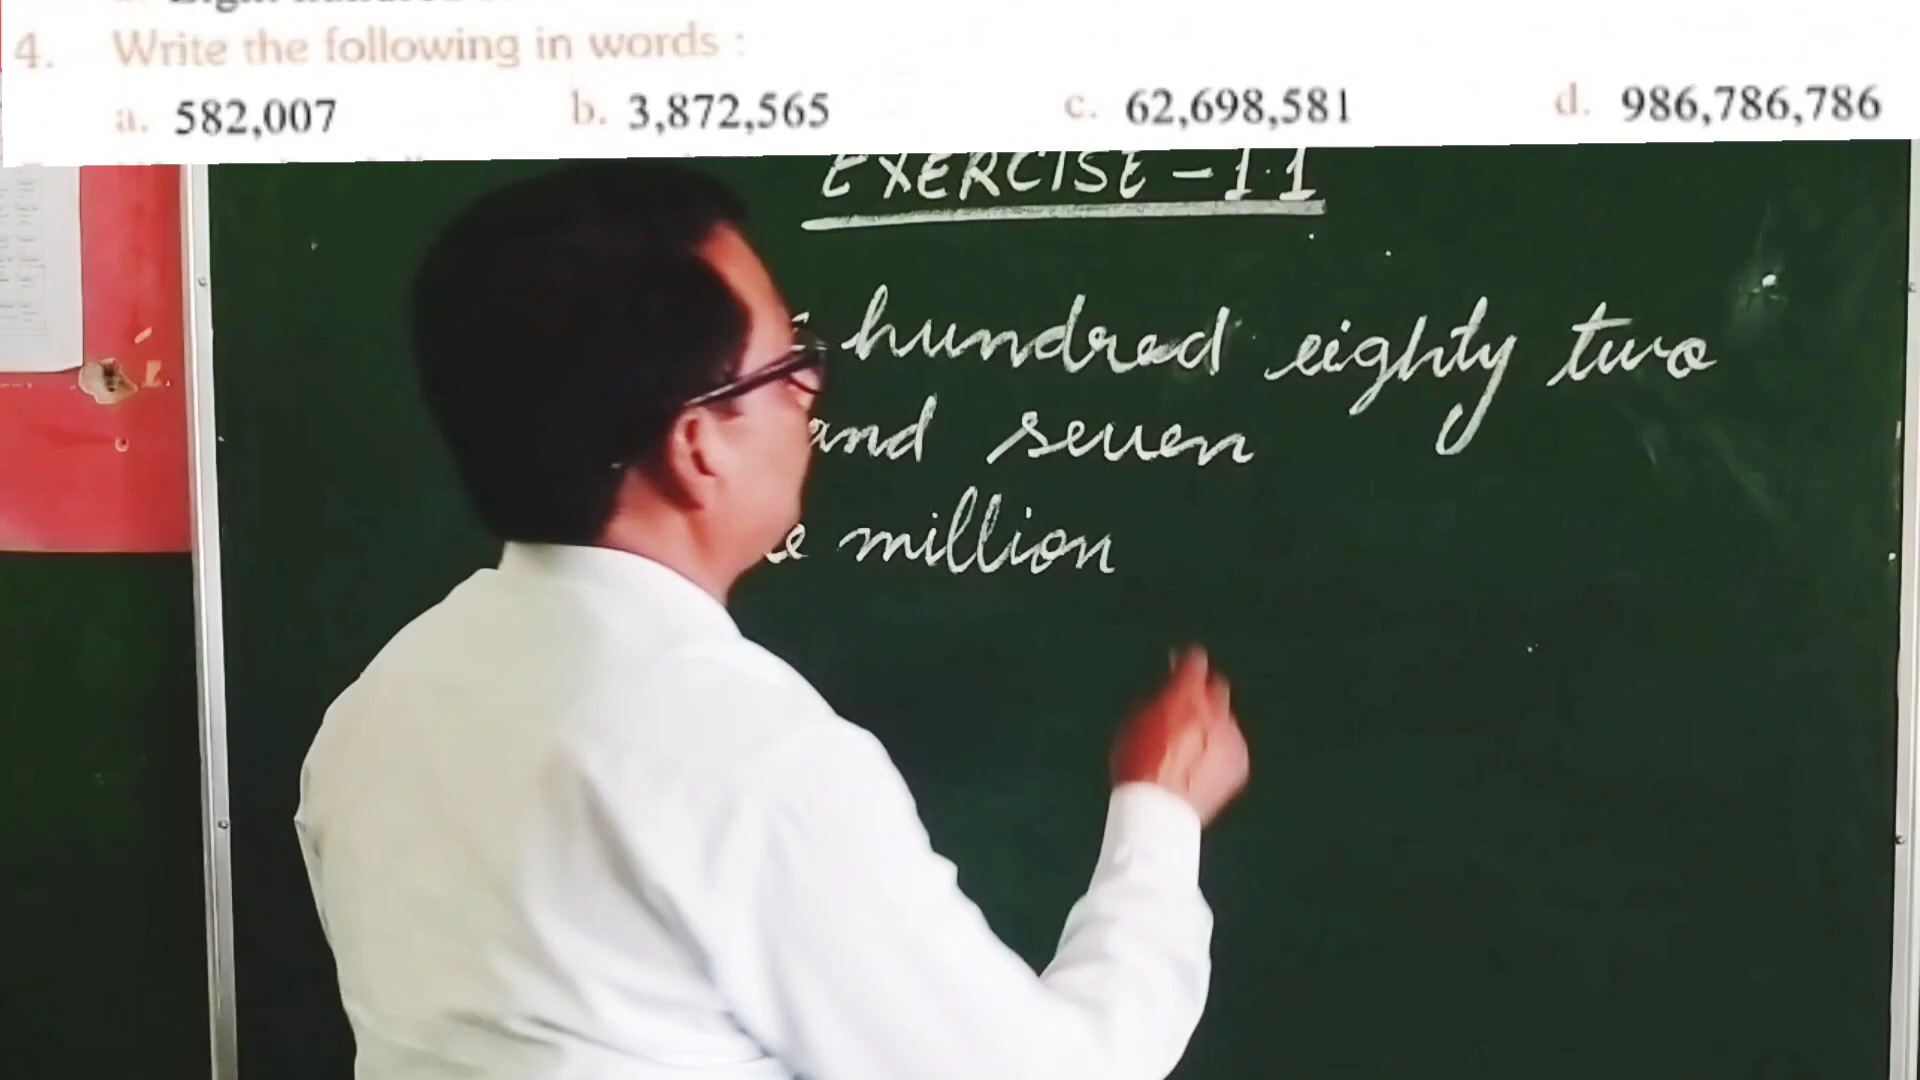 4. Write the following in words :
a. 582,007 b. 3,872,565 c. 62,698,581 d. 986,786,786
EXERCISE - 1.1
hundred eighty two
and seven
million